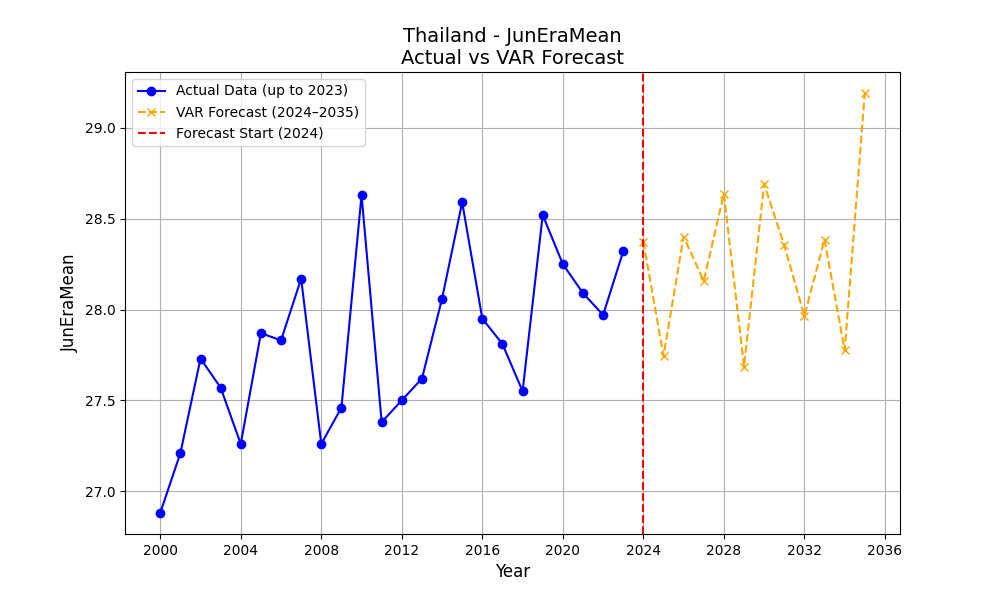 Thailand - JunEraMean
Actual vs VAR Forecast
Actual Data (up to 2023)
VAR Forecast (2024–2035)
Forecast Start (2024)
29.0
28.5
28.0
27.5
27.0
JunEraMean
2000 2004 2008 2012 2016 2020 2024 2028 2032 2036
Year